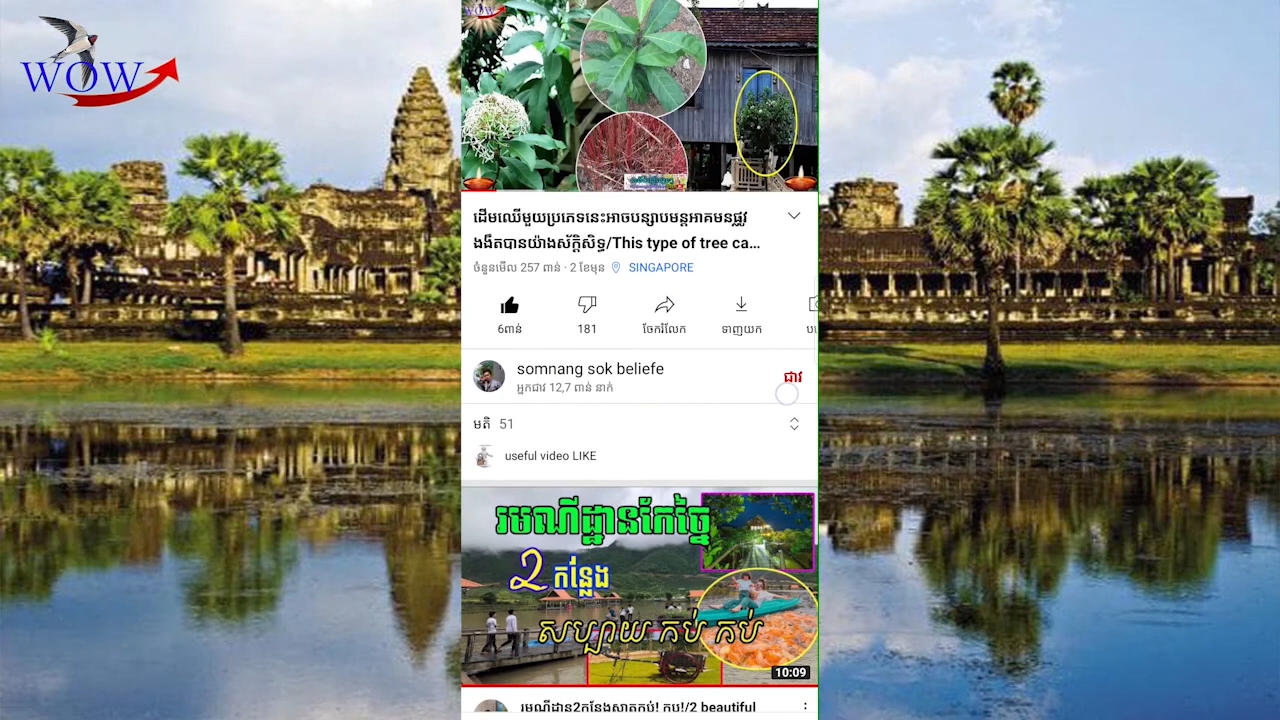 WOW
WOW
ដើមឈើមួយប្រភេទនេះអាចបន្សាបមន្តអាគមនផ្លូវ
ងងឹតបានយ៉ាងស័ក្តិសិទ្ធ/This type of tree ca...
ចំនួនមើល 257 ពាន់ · 2 ខែមុន SINGAPORE
6ពាន់ 181 ចែករំលែក ទាញយក
somnang sok beliefe
អ្នកជាវ 12,7 ពាន់ នាក់
ជាវ
មតិ 51
useful video LIKE
រមណីដ្ឋានកែច្នៃ
2 កន្លែង
សប្បាយ កប់ កប់
10:09